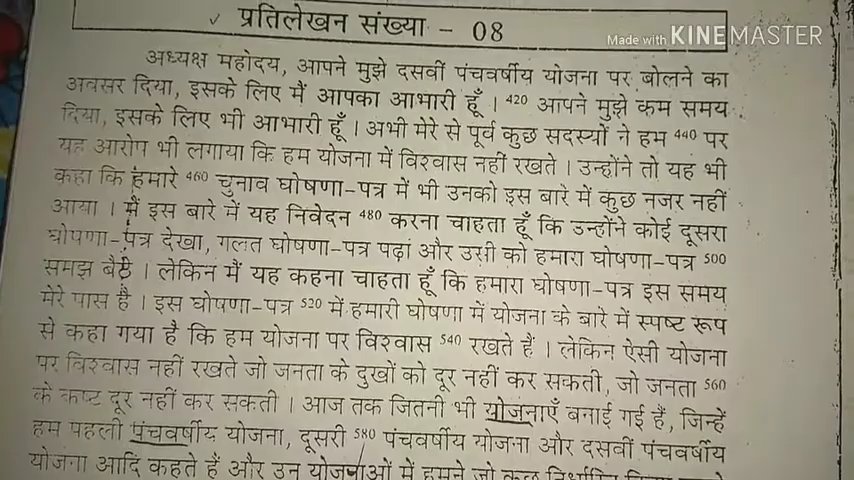 प्रतिलेखन संख्या - 08
Made with KINEMASTER
अध्यक्ष महोदय, आपने मुझे दसवीं पंचवर्षीय योजना पर बोलने का
अवसर दिया, इसके लिए मैं आपका आभारी हूँ । 420 आपने मुझे कम समय
दिया, इसके लिए भी आभारी हूँ । अभी मेरे से पूर्व कुछ सदस्यों ने हम 440 पर
यह आरोप भी लगाया कि हम योजना में विश्वास नहीं रखते । उन्होंने तो यह भी
कहा कि हमारे 460 चुनाव घोषणा-पत्र में भी उनको इस बारे में कुछ नजर नहीं
आया । मैं इस बारे में यह निवेदन 480 करना चाहता हूँ कि उन्होंने कोई दूसरा
घोषणा-पत्र देखा, गलत घोषणा-पत्र पढ़ा और उसी को हमारा घोषणा-पत्र 500
समझ बैठे । लेकिन मैं यह कहना चाहता हूँ कि हमारा घोषणा-पत्र इस समय
मेरे पास है । इस घोषणा-पत्र 520 में हमारी घोषणा में योजना के बारे में स्पष्ट रूप
से कहा गया है कि हम योजना पर विश्वास 540 रखते हैं । लेकिन ऐसी योजना
पर विश्वास नहीं रखते जो जनता के दुखों को दूर नहीं कर सकती, जो जनता 560
के कष्ट दूर नहीं कर सकती । आज तक जितनी भी योजनाएँ बनाई गई हैं, जिन्हें
हम पहली पंचवर्षीय योजना, दूसरी 580 पंचवर्षीय योजना और दसवीं पंचवर्षीय
योजना आदि कहते हैं और उन योजनाओं में हमने जो कुछ